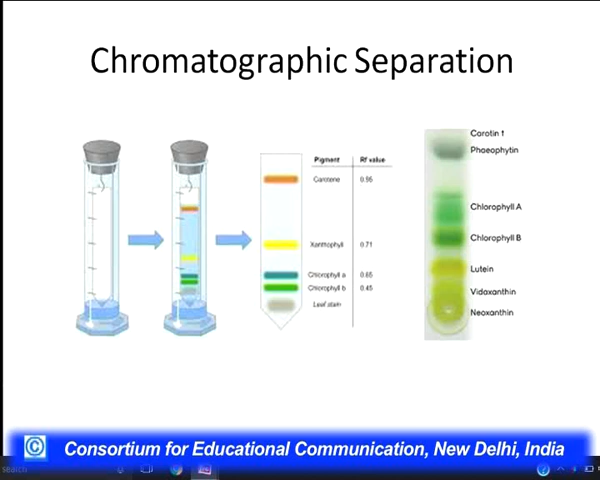 Chromatographic Separation
Pigment Rf value
Carotene 0.95
Xanthophyll 0.71
Chlorophyll a 0.65
Chlorophyll b 0.45
Leaf stain
Carotin †
Phaeophytin
Chlorophyll A
Chlorophyll B
Lutein
Vidaxanthin
Neoxanthin
© Consortium for Educational Communication, New Delhi, India
search